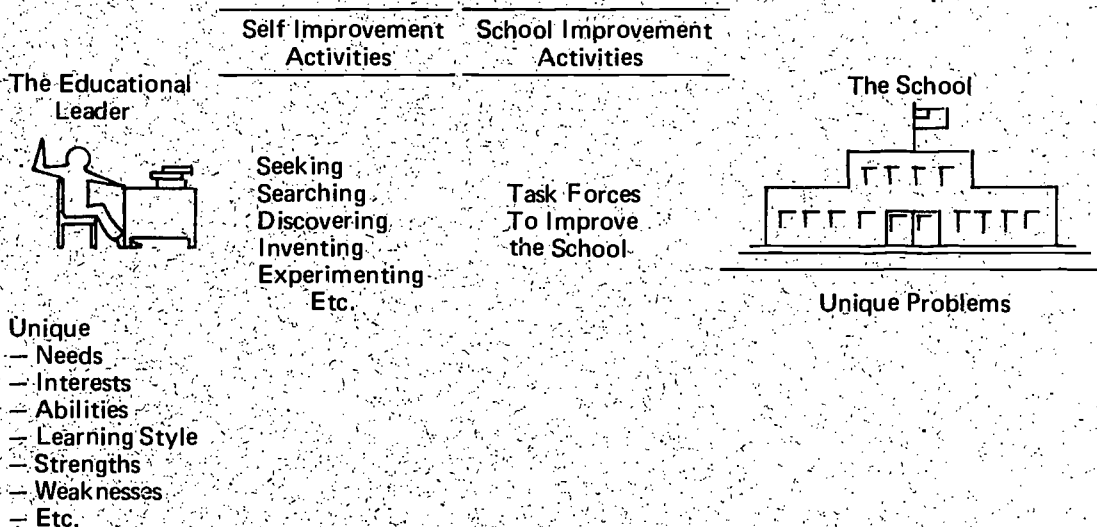 Self Improvement
Activities
School Improvement
Activities
The Educational
Leader
The School
Seeking
Searching
Discovering
Inventing
Experimenting
Etc.
Task Forces
To Improve
the School
Unique Problems
Unique
— Needs
— Interests
— Abilities
— Learning Style
— Strengths
— Weaknesses
— Etc.